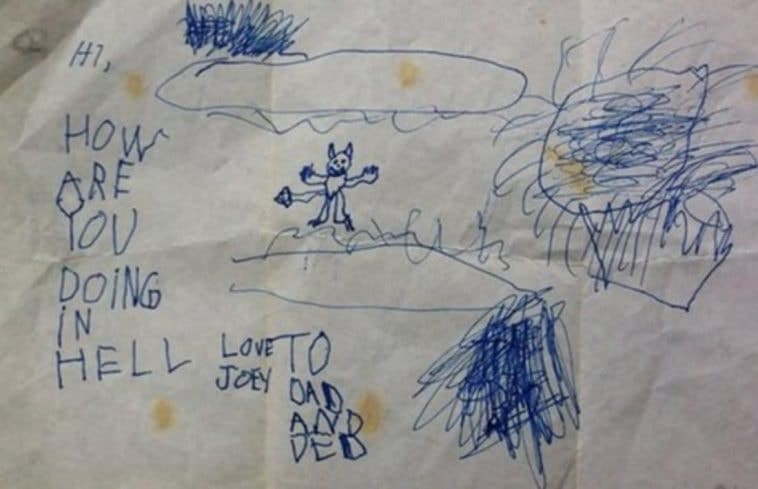 HI,
HOW
ARE
YOU
DOING
IN
HELL
LOVE
JOEY
TO
DAD
AND
DEB